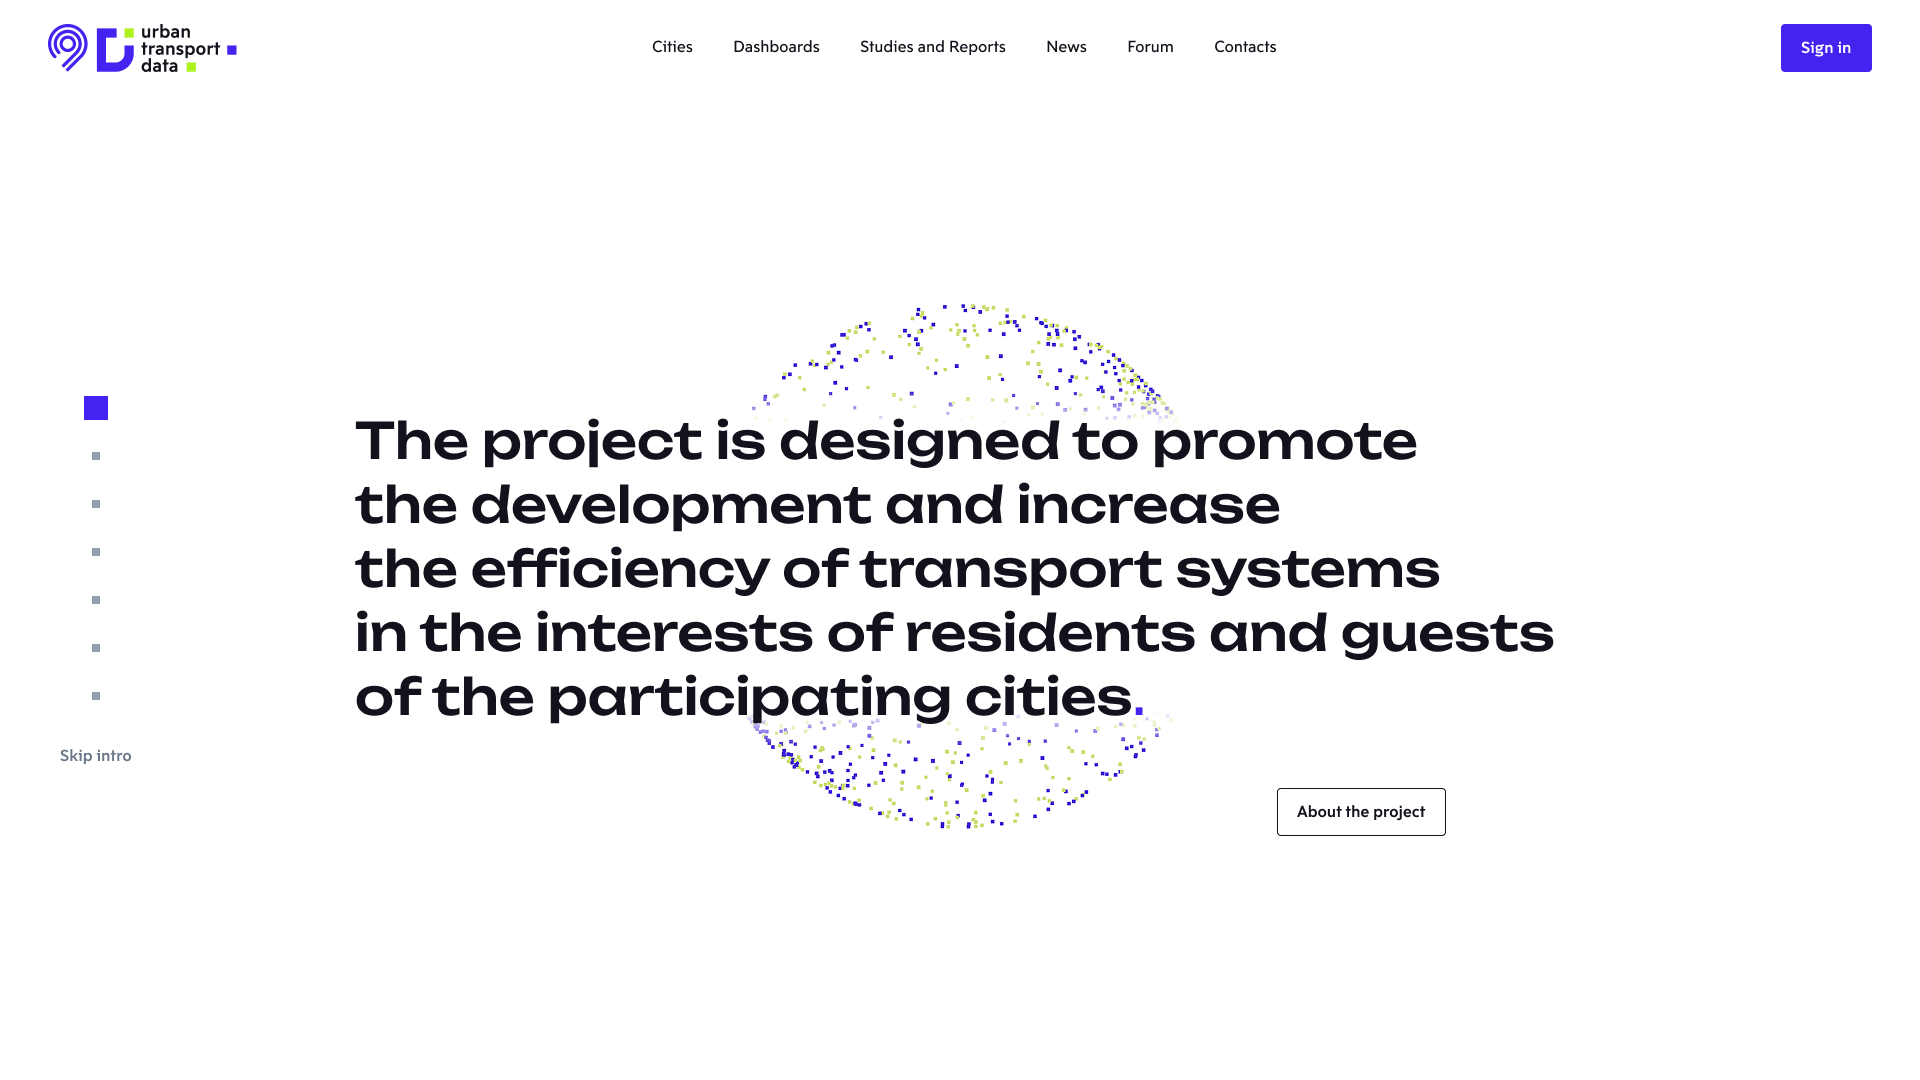 urban
transport
data
Cities
Dashboards
Studies and Reports
News
Forum
Contacts
Sign in
The project is designed to promote
the development and increase
the efficiency of transport systems
in the interests of residents and guests
of the participating cities.
Skip intro
About the project